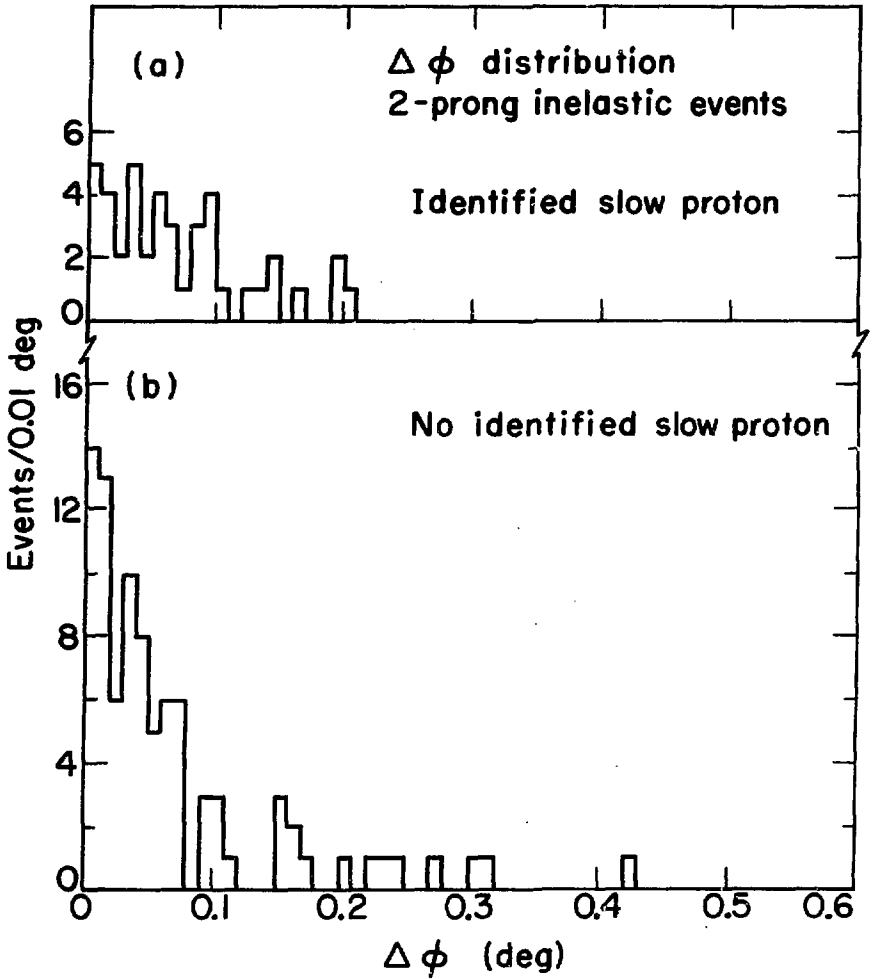 (a)
Δφ distribution
2-prong inelastic events
Identified slow proton
6
4
2
0
Events/0.01 deg
(b)
No identified slow proton
16
12
8
4
0
0 0.1 0.2 0.3 0.4 0.5 0.6
Δφ (deg)